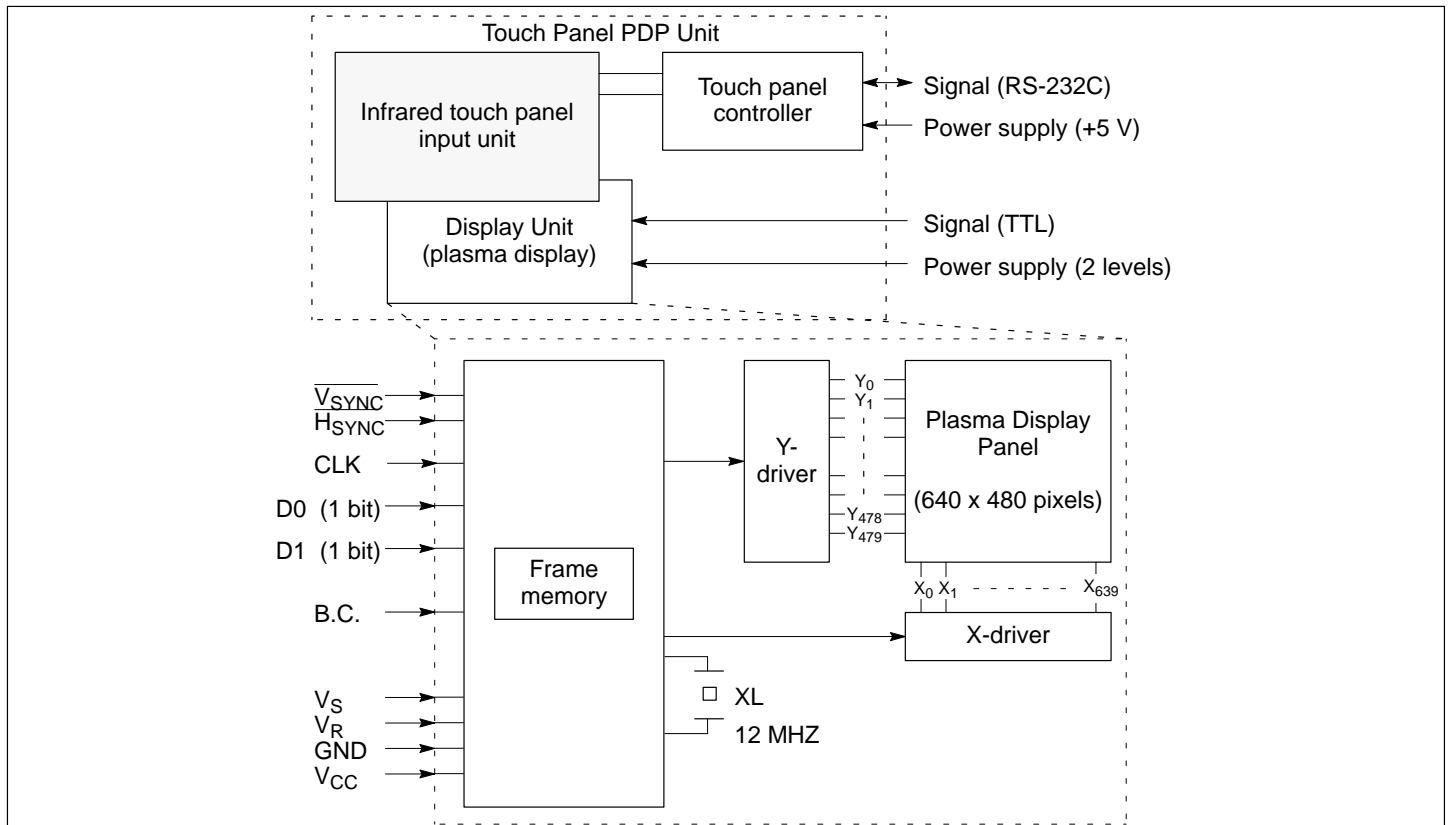 Touch Panel PDP Unit
Infrared touch panel
input unit
Touch panel
controller
Signal (RS-232C)
Power supply (+5 V)
Display Unit
(plasma display)
Signal (TTL)
Power supply (2 levels)
VSYNC
HSYNC
CLK
D0 (1 bit)
D1 (1 bit)
B.C.
VS
VR
GND
VCC
Frame
memory
Y-
driver
Y0
Y1
Y478
Y479
Plasma Display
Panel
(640 x 480 pixels)
X0 X1 X639
X-driver
XL
12 MHZ